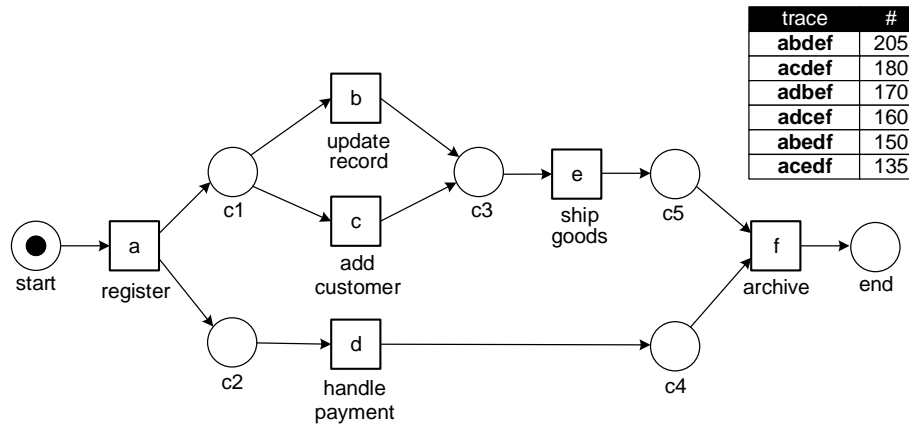 trace #
abdef 205
acdef 180
adbef 170
adcef 160
abedf 150
acedf 135
b
update
record
c1
c3
e
ship
goods
c5
c
add
customer
start
a
register
f
archive
end
c2
d
handle
payment
c4